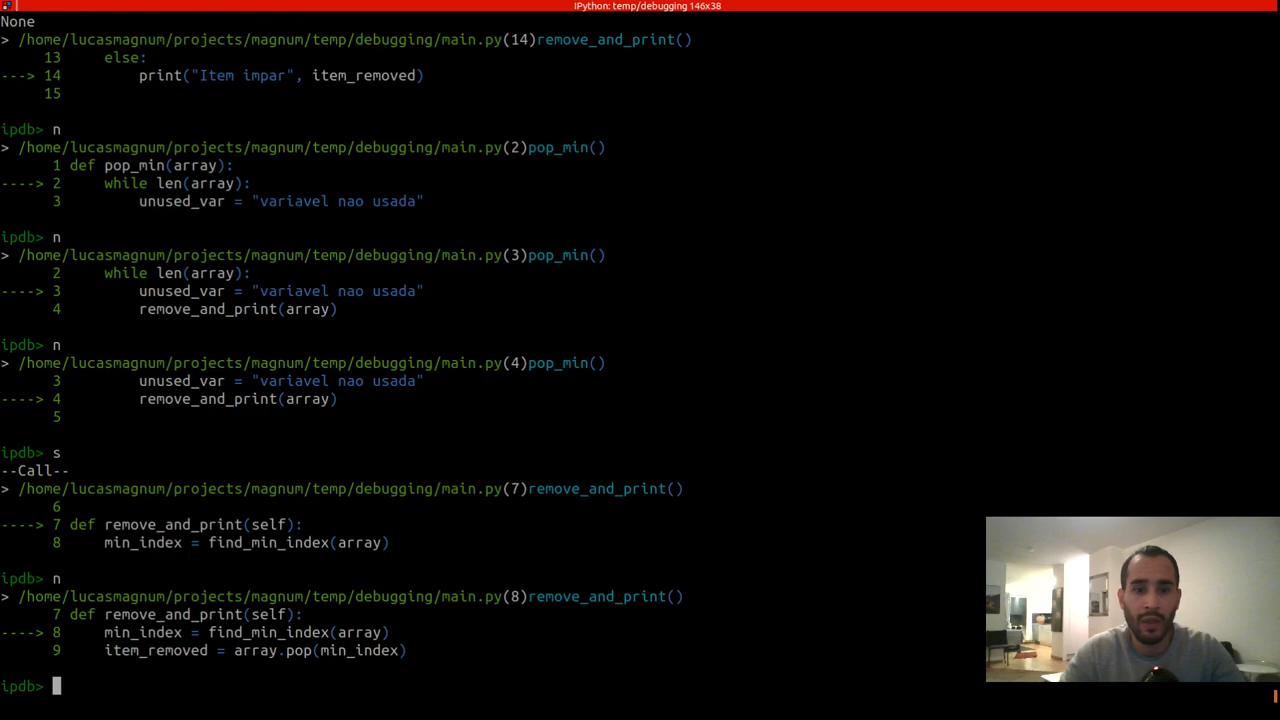 IPython: temp/debugging 146x38
None
> /home/lucasmagnum/projects/magnum/temp/debugging/main.py(14)remove_and_print()
     13     else:
---> 14         print("Item impar", item_removed)
     15
ipdb> n
> /home/lucasmagnum/projects/magnum/temp/debugging/main.py(2)pop_min()
      1 def pop_min(array):
----> 2     while len(array):
      3         unused_var = "variavel nao usada"
ipdb> n
> /home/lucasmagnum/projects/magnum/temp/debugging/main.py(3)pop_min()
      2     while len(array):
----> 3         unused_var = "variavel nao usada"
      4         remove_and_print(array)
ipdb> n
> /home/lucasmagnum/projects/magnum/temp/debugging/main.py(4)pop_min()
      3         unused_var = "variavel nao usada"
----> 4         remove_and_print(array)
      5
ipdb> s
--Call--
> /home/lucasmagnum/projects/magnum/temp/debugging/main.py(7)remove_and_print()
      6
----> 7 def remove_and_print(self):
      8     min_index = find_min_index(array)
ipdb> n
> /home/lucasmagnum/projects/magnum/temp/debugging/main.py(8)remove_and_print()
      7 def remove_and_print(self):
----> 8     min_index = find_min_index(array)
      9     item_removed = array.pop(min_index)
ipdb>